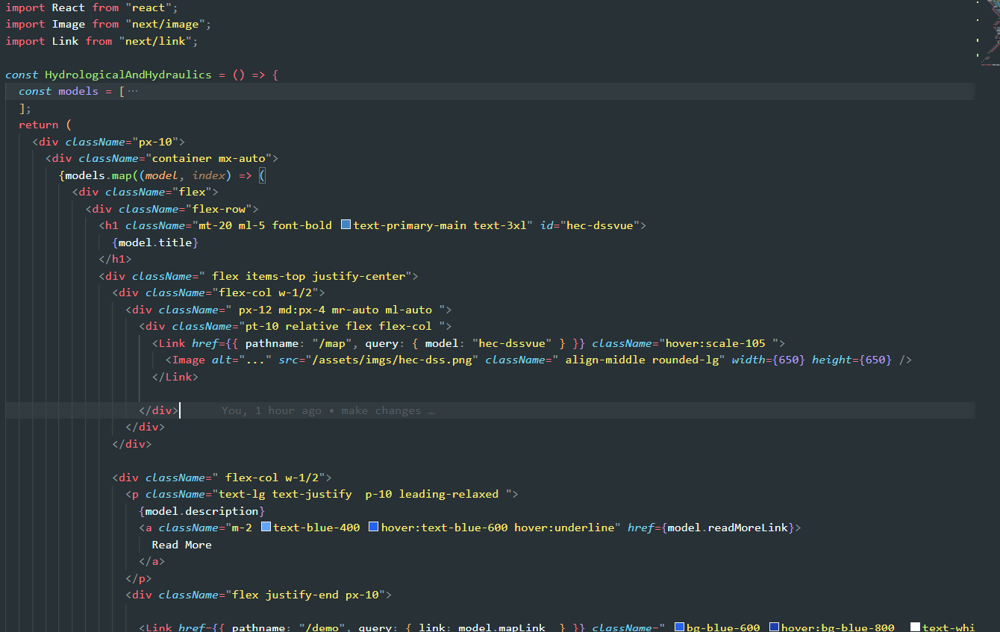 import React from "react";
import Image from "next/image";
import Link from "next/link";
const HydrologicalAndHydraulics = () => {
const models = [ ···
];
return (
<div className="px-10">
<div className="container mx-auto">
{models.map((model, index) => (
<div className="flex">
<div className="flex-row">
<h1 className="mt-20 ml-5 font-bold text-primary-main text-3xl" id="hec-dssvue">
{model.title}
</h1>
<div className=" flex items-top justify-center">
<div className="flex-col w-1/2">
<div className=" px-12 md:px-4 mr-auto ml-auto ">
<div className="pt-10 relative flex flex-col ">
<Link href={{ pathname: "/map", query: { model: "hec-dssvue" } }} className="hover:scale-105 ">
<Image alt="..." src="/assets/imgs/hec-dss.png" className=" align-middle rounded-lg" width={650} height={650} />
</Link>
</div> You, 1 hour ago • make changes …
</div>
</div>
<div className=" flex-col w-1/2">
<p className="text-lg text-justify  p-10 leading-relaxed ">
{model.description}
<a className="m-2 text-blue-400 hover:text-blue-600 hover:underline" href={model.readMoreLink}>
Read More
</a>
</p>
<div className="flex justify-end px-10">
<Link href={{ pathname: "/demo", query: { link: model.mapLink  } }} className=" bg-blue-600 hover:bg-blue-800 text-whi